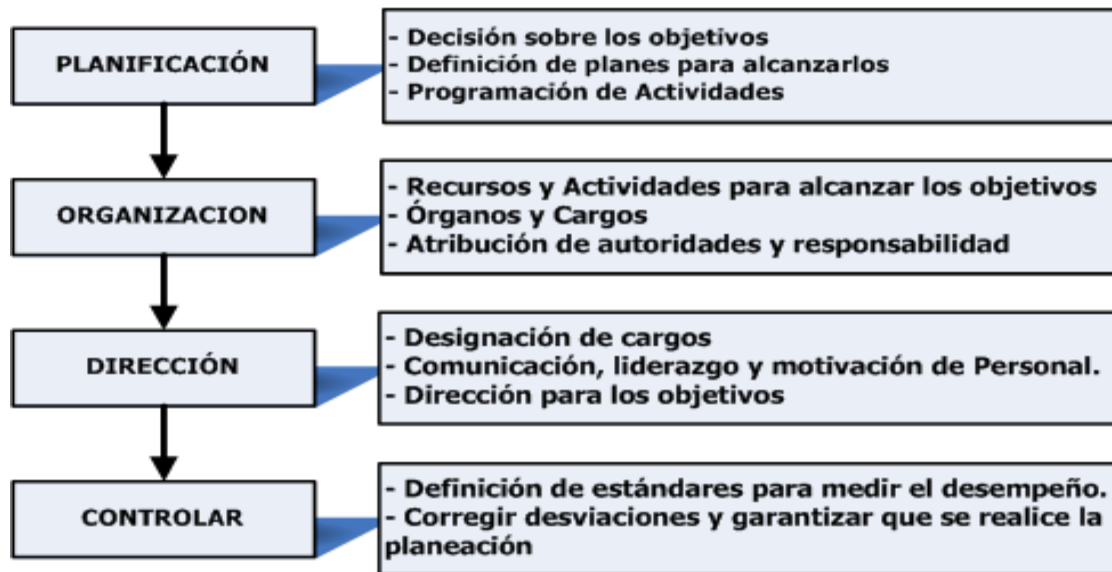 PLANIFICACIÓN
- Decisión sobre los objetivos
- Definición de planes para alcanzarlos
- Programación de Actividades
ORGANIZACION
- Recursos y Actividades para alcanzar los objetivos
- Órganos y Cargos
- Atribución de autoridades y responsabilidad
DIRECCIÓN
- Designación de cargos
- Comunicación, liderazgo y motivación de Personal.
- Dirección para los objetivos
CONTROLAR
- Definición de estándares para medir el desempeño.
- Corregir desviaciones y garantizar que se realice la
planeación